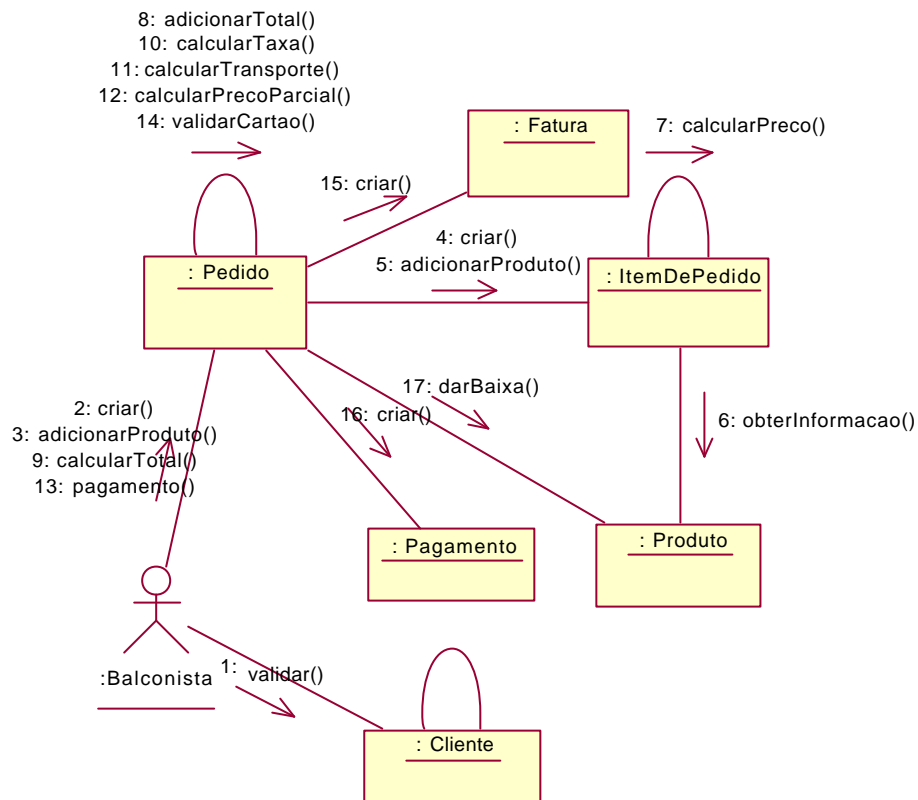 8: adicionarTotal()
10: calcularTaxa()
11: calcularTransporte()
12: calcularPrecoParcial()
14: validarCartao()
: Fatura
7: calcularPreco()
15: criar()
4: criar()
5: adicionarProduto()
: Pedido
: ItemDePedido
2: criar()
3: adicionarProduto()
9: calcularTotal()
13: pagamento()
17: darBaixa()
16: criar()
6: obterInformacao()
: Pagamento
: Produto
:Balconista
1: validar()
: Cliente